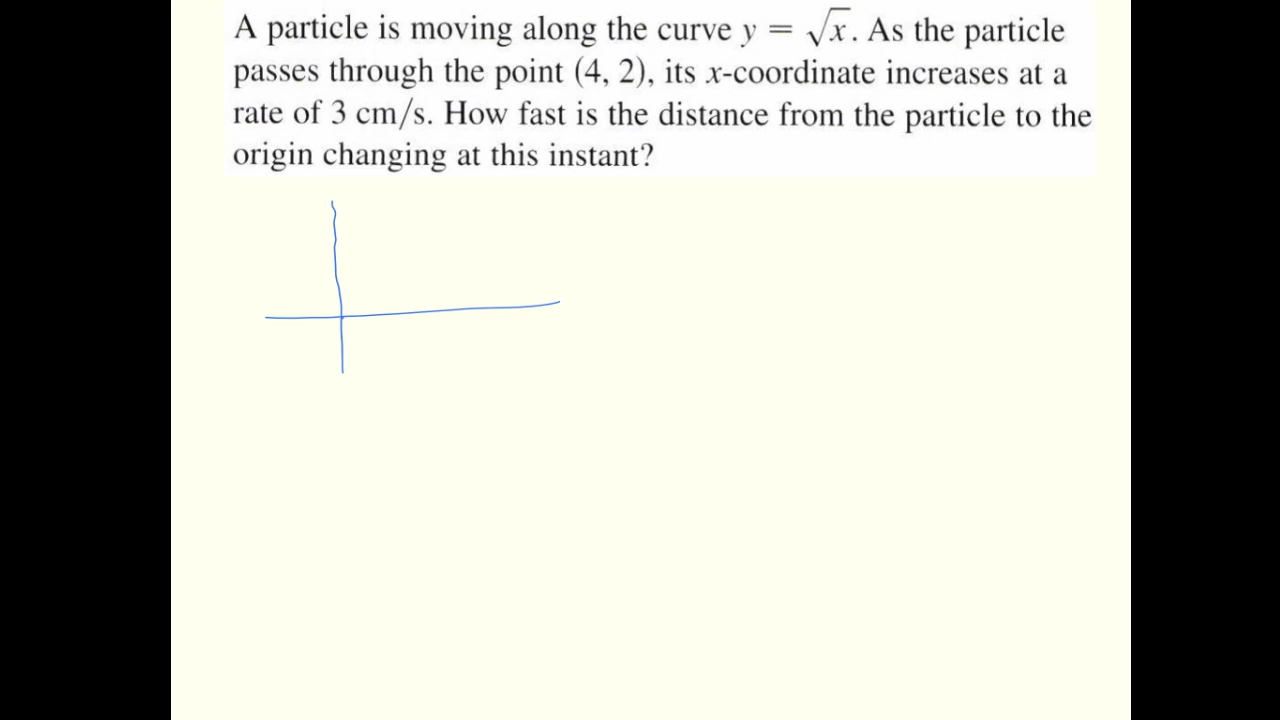 A particle is moving along the curve y = √x. As the particle
passes through the point (4, 2), its x-coordinate increases at a
rate of 3 cm/s. How fast is the distance from the particle to the
origin changing at this instant?